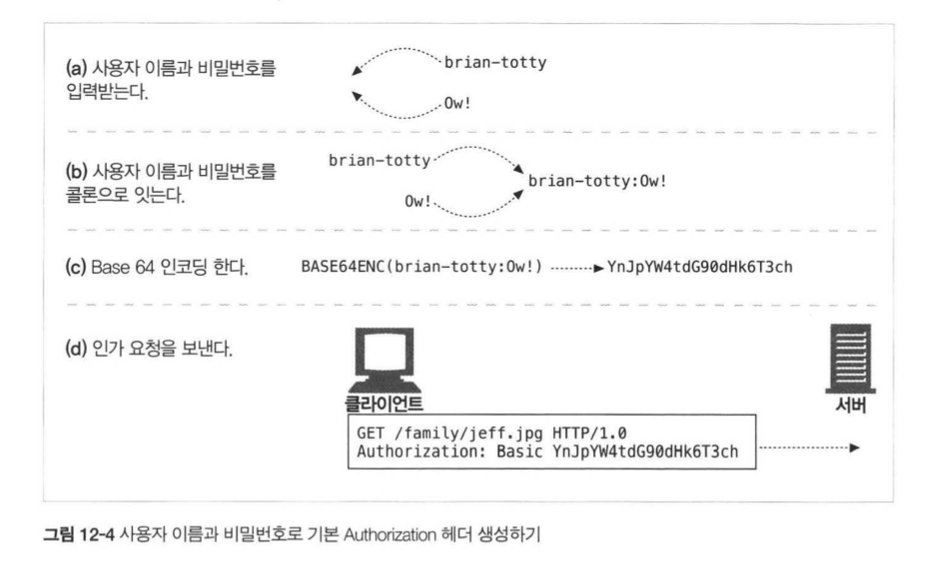 (a) 사용자 이름과 비밀번호를
입력받는다.
brian-totty
Ow!
(b) 사용자 이름과 비밀번호를
콜론으로 잇는다.
brian-totty
Ow!
brian-totty:Ow!
(c) Base 64 인코딩 한다.
BASE64ENC(brian-totty:Ow!)
YnJpYW4tdG90dHk6T3ch
(d) 인가 요청을 보낸다.
클라이언트
서버
GET /family/jeff.jpg HTTP/1.0
Authorization: Basic YnJpYW4tdG90dHk6T3ch
그림 12-4 사용자 이름과 비밀번호로 기본 Authorization 헤더 생성하기